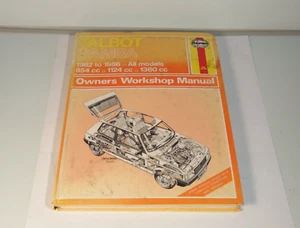 TALBOT
SAMBA
1982 to 1986 All models
954 cc 1124 cc 1360 cc
Owners Workshop Manual